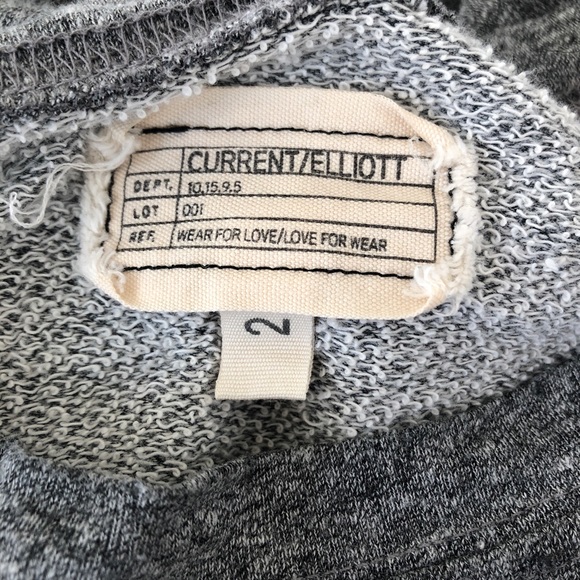 CURRENT/ELLIOTT
DEPT. 10,15,9,5
LOT 001
REF. WEAR FOR LOVE/LOVE FOR WEAR
2